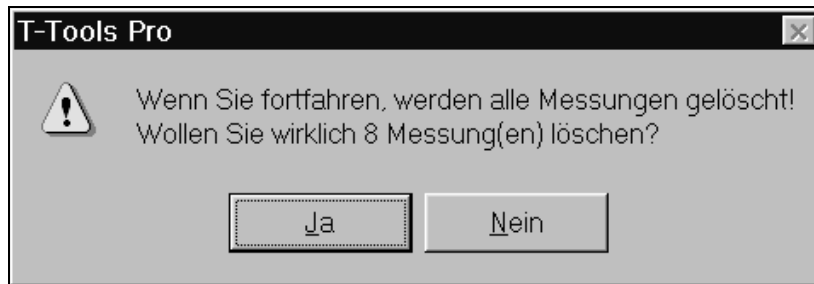 T-Tools Pro
Wenn Sie fortfahren, werden alle Messungen gelöscht!
Wollen Sie wirklich 8 Messung(en) löschen?
Ja
Nein